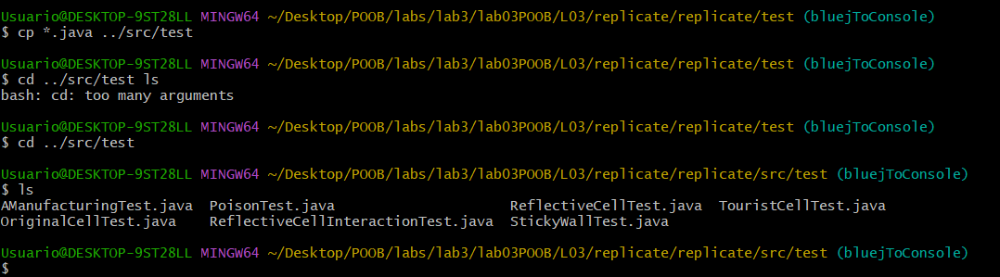 Usuario@DESKTOP-9ST28LL MINGW64 ~/Desktop/POOB/labs/lab3/lab03POOB/L03/replicate/replicate/test (bluejToConsole)
$ cp *.java ../src/test
Usuario@DESKTOP-9ST28LL MINGW64 ~/Desktop/POOB/labs/lab3/lab03POOB/L03/replicate/replicate/test (bluejToConsole)
$ cd ../src/test ls
bash: cd: too many arguments
Usuario@DESKTOP-9ST28LL MINGW64 ~/Desktop/POOB/labs/lab3/lab03POOB/L03/replicate/replicate/test (bluejToConsole)
$ cd ../src/test
Usuario@DESKTOP-9ST28LL MINGW64 ~/Desktop/POOB/labs/lab3/lab03POOB/L03/replicate/replicate/src/test (bluejToConsole)
$ ls
AManufacturingTest.java  PoisonTest.java                     ReflectiveCellTest.java  TouristCellTest.java
OriginalCellTest.java    ReflectiveCellInteractionTest.java  StickyWallTest.java
Usuario@DESKTOP-9ST28LL MINGW64 ~/Desktop/POOB/labs/lab3/lab03POOB/L03/replicate/replicate/src/test (bluejToConsole)
$